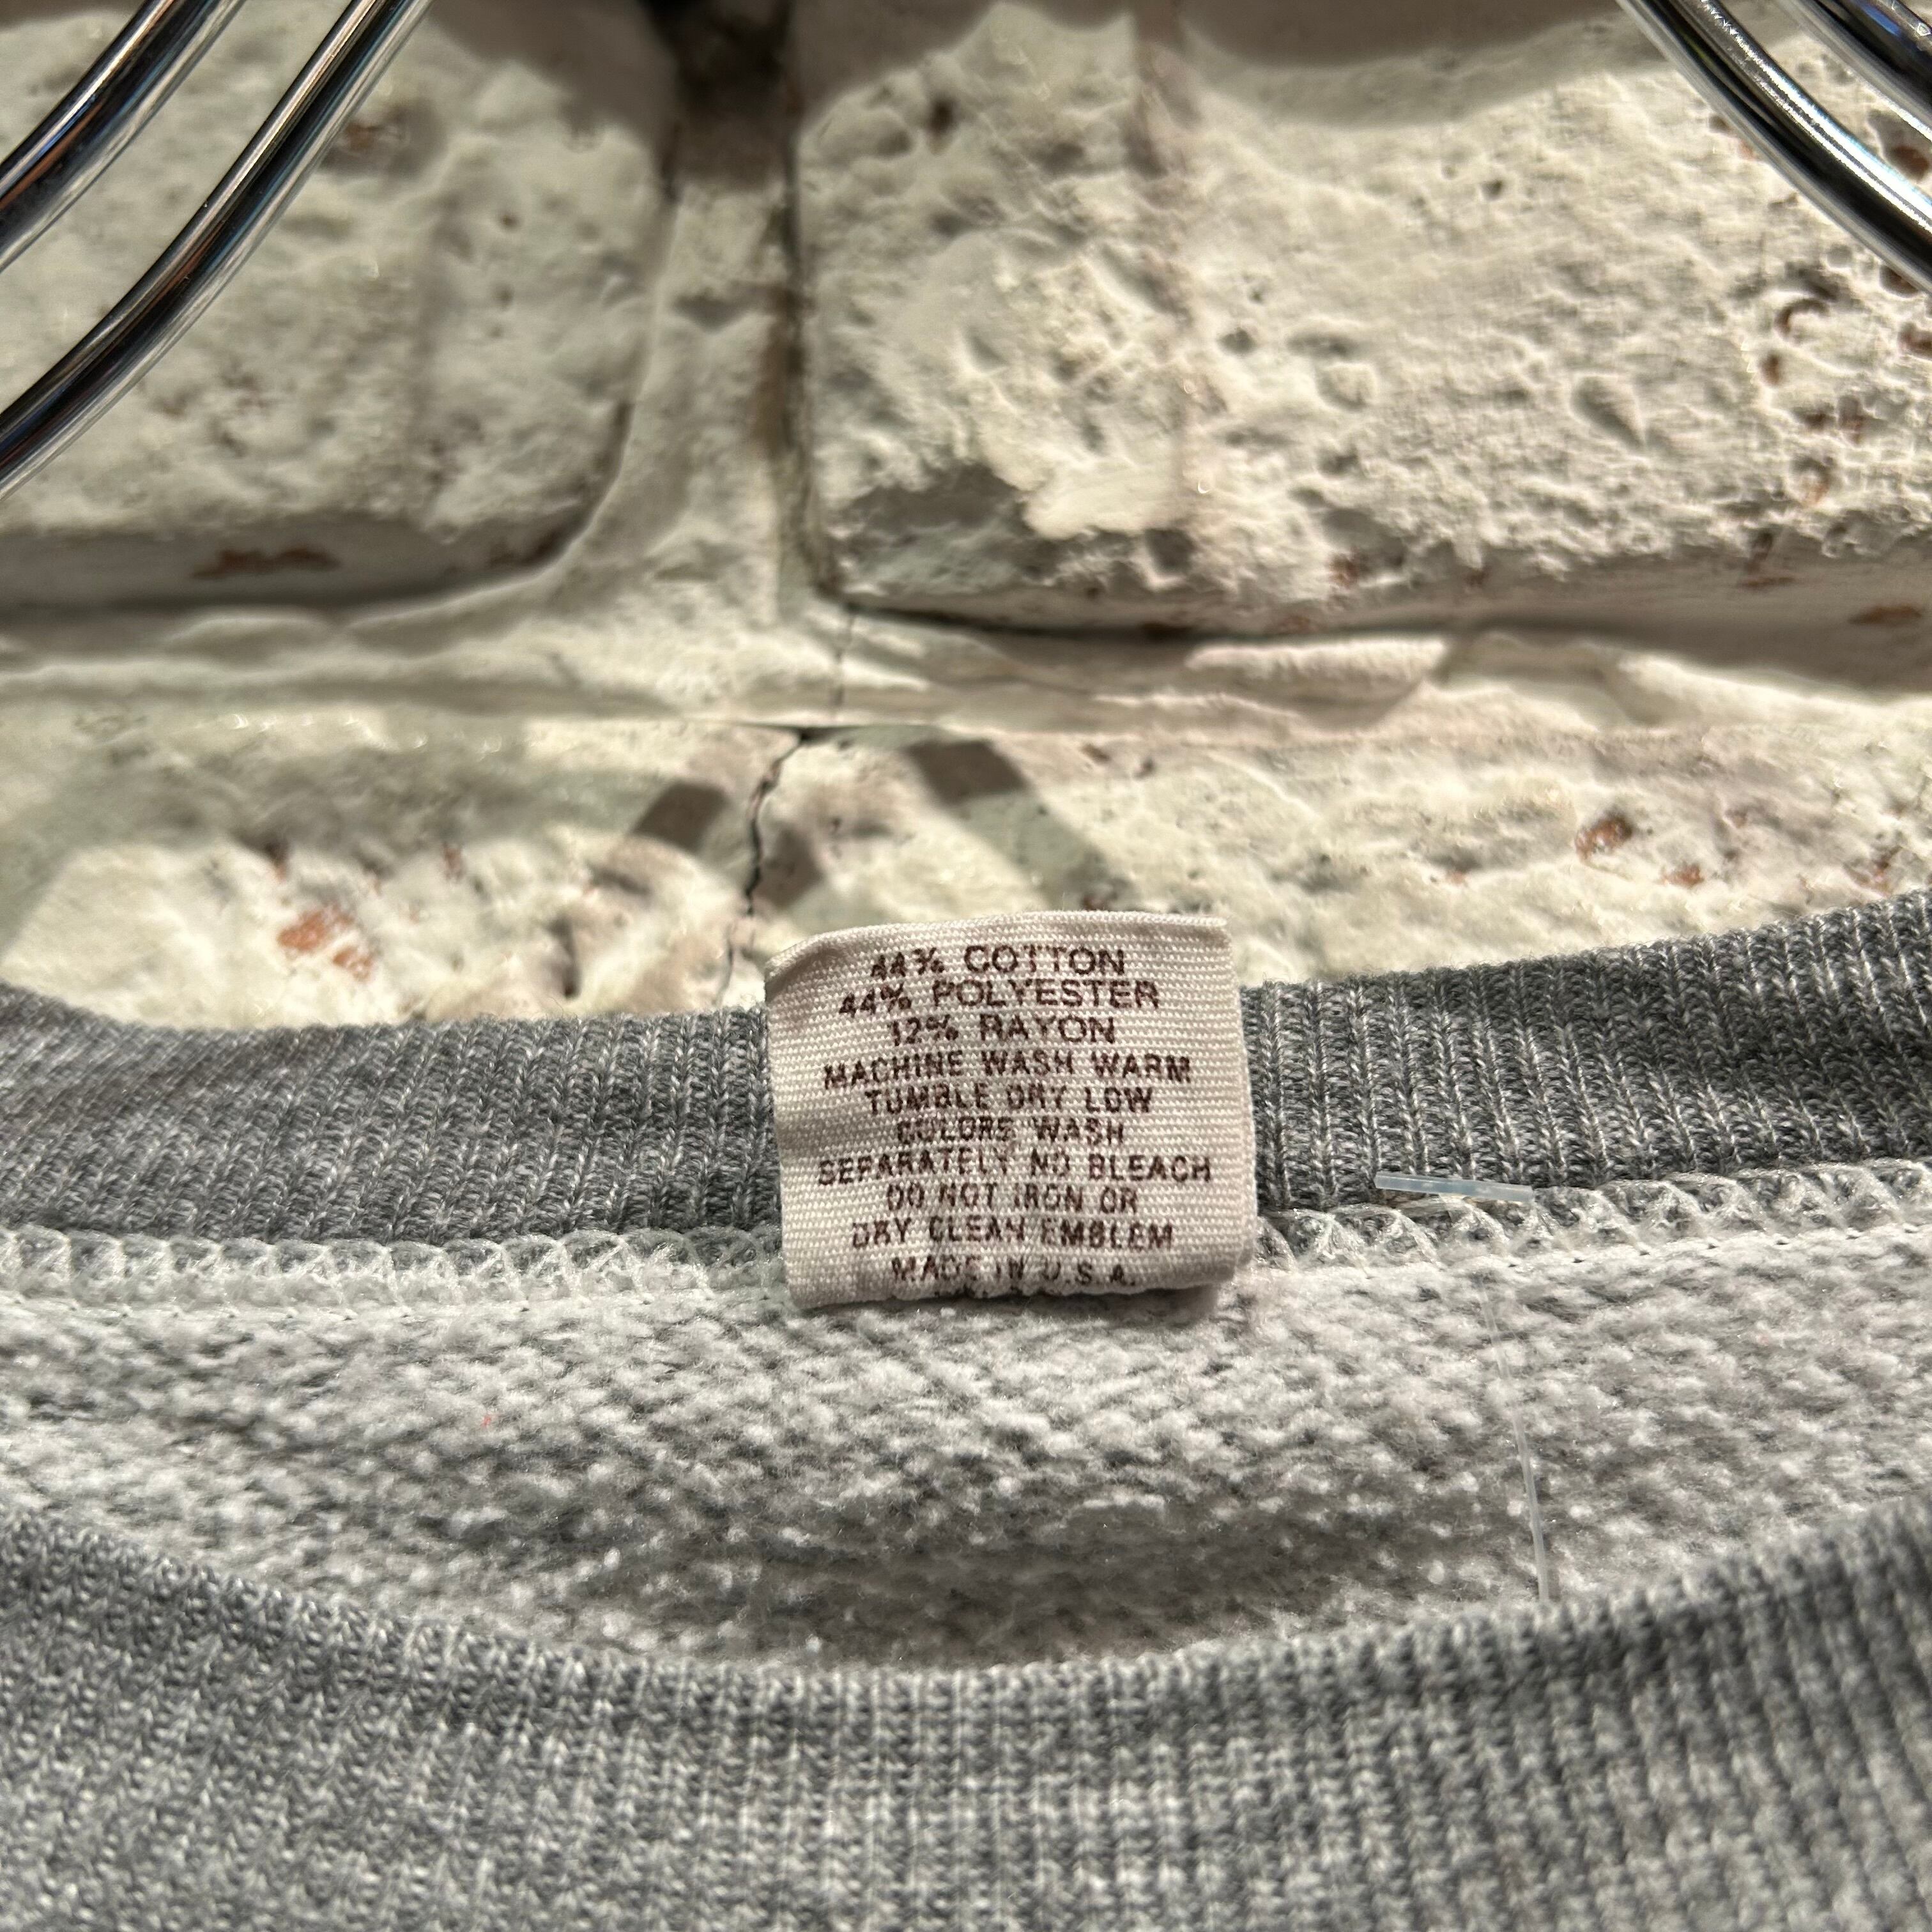 44% COTTON
44% POLYESTER
12% RAYON
MACHINE WASH WARM
TUMBLE DRY LOW
COLORS WASH
SEPARATELY NO BLEACH
DO NOT IRON OR
DRY CLEAN EMBLEM
MADE IN U.S.A.